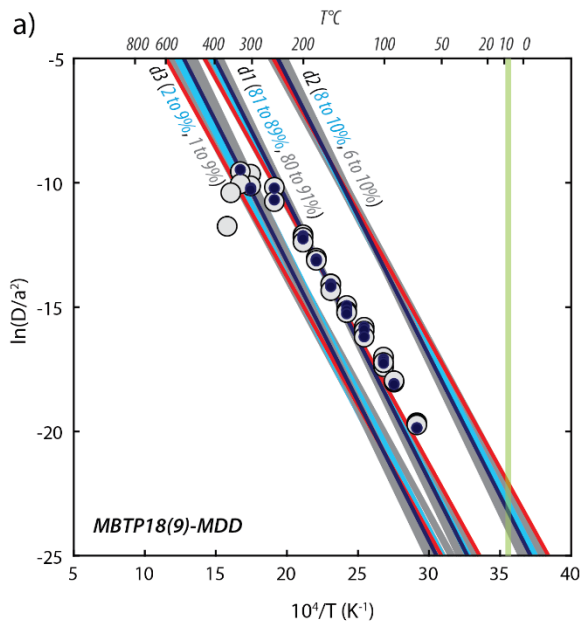 a)
T°C
800 600 400 300 200 100 50 20 10 0
-5
-10
-15
-20
-25
ln(D/a²)
d3 (2 to 9%, 1 to 9%)
d1 (81 to 89%, 80 to 91%)
d2 (8 to 10%, 6 to 10%)
MBTP18(9)-MDD
5 10 15 20 25 30 35 40
10⁴/T (K⁻¹)